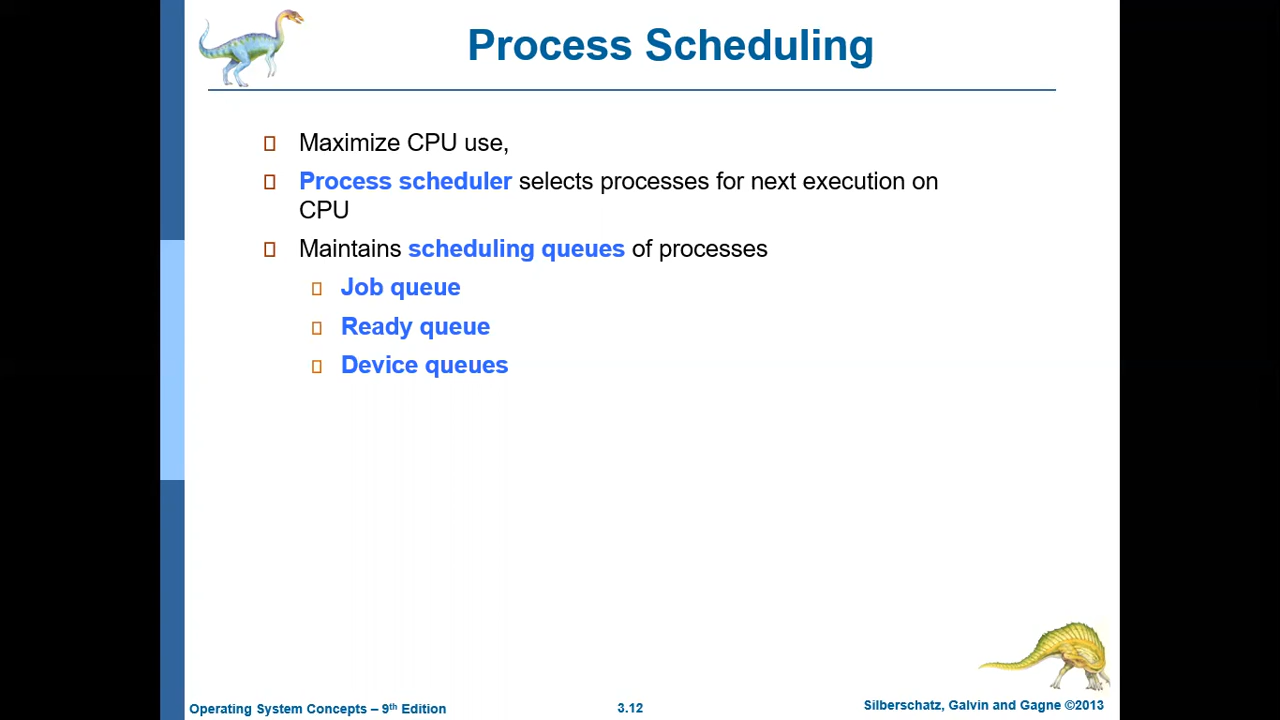 Process Scheduling
Maximize CPU use,
Process scheduler selects processes for next execution on
CPU
Maintains scheduling queues of processes
Job queue
Ready queue
Device queues
Operating System Concepts – 9th Edition
3.12
Silberschatz, Galvin and Gagne ©2013